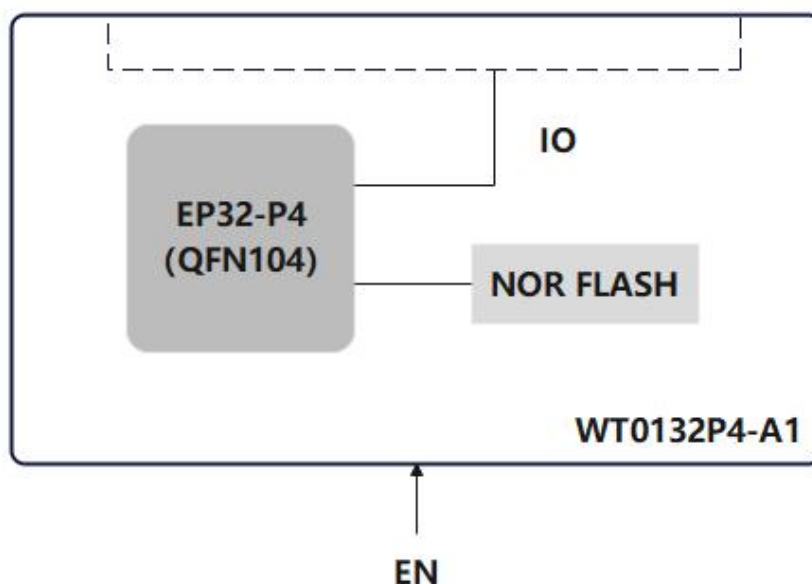 IO
EP32-P4
(QFN104)
NOR FLASH
WT0132P4-A1
EN